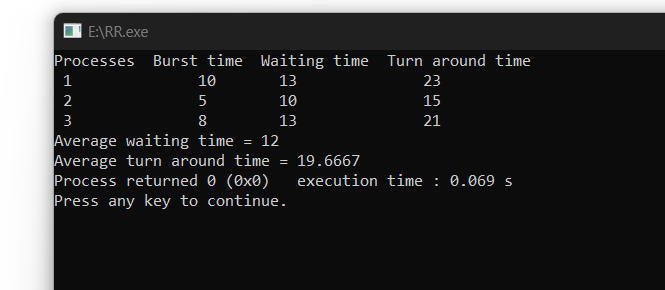 E:\RR.exe
Processes  Burst time  Waiting time  Turn around time
1  10  13  23
2  5  10  15
3  8  13  21
Average waiting time = 12
Average turn around time = 19.6667
Process returned 0 (0x0)   execution time : 0.069 s
Press any key to continue.